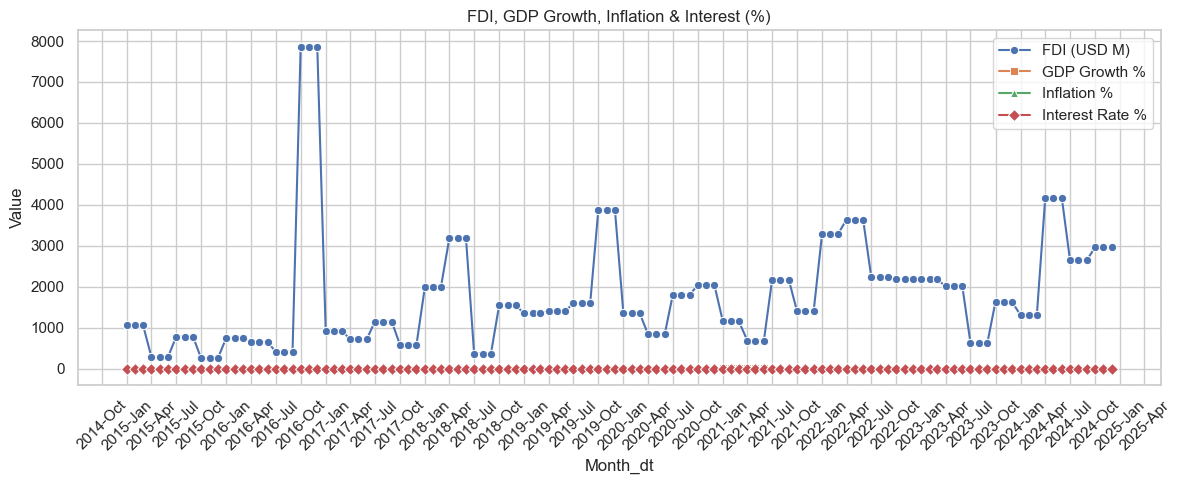 FDI, GDP Growth, Inflation & Interest (%)
FDI (USD M)
GDP Growth %
Inflation %
Interest Rate %
Value
8000
7000
6000
5000
4000
3000
2000
1000
0
2014-Oct
2015-Jan
2015-Apr
2015-Jul
2015-Oct
2016-Jan
2016-Apr
2016-Jul
2016-Oct
2017-Jan
2017-Apr
2017-Jul
2017-Oct
2018-Jan
2018-Apr
2018-Jul
2018-Oct
2019-Jan
2019-Apr
2019-Jul
2019-Oct
2020-Jan
2020-Apr
2020-Jul
2020-Oct
2021-Jan
2021-Apr
2021-Jul
2021-Oct
2022-Jan
2022-Apr
2022-Jul
2022-Oct
2023-Jan
2023-Apr
2023-Jul
2023-Oct
2024-Jan
2024-Apr
2024-Jul
2024-Oct
2025-Jan
2025-Apr
Month_dt